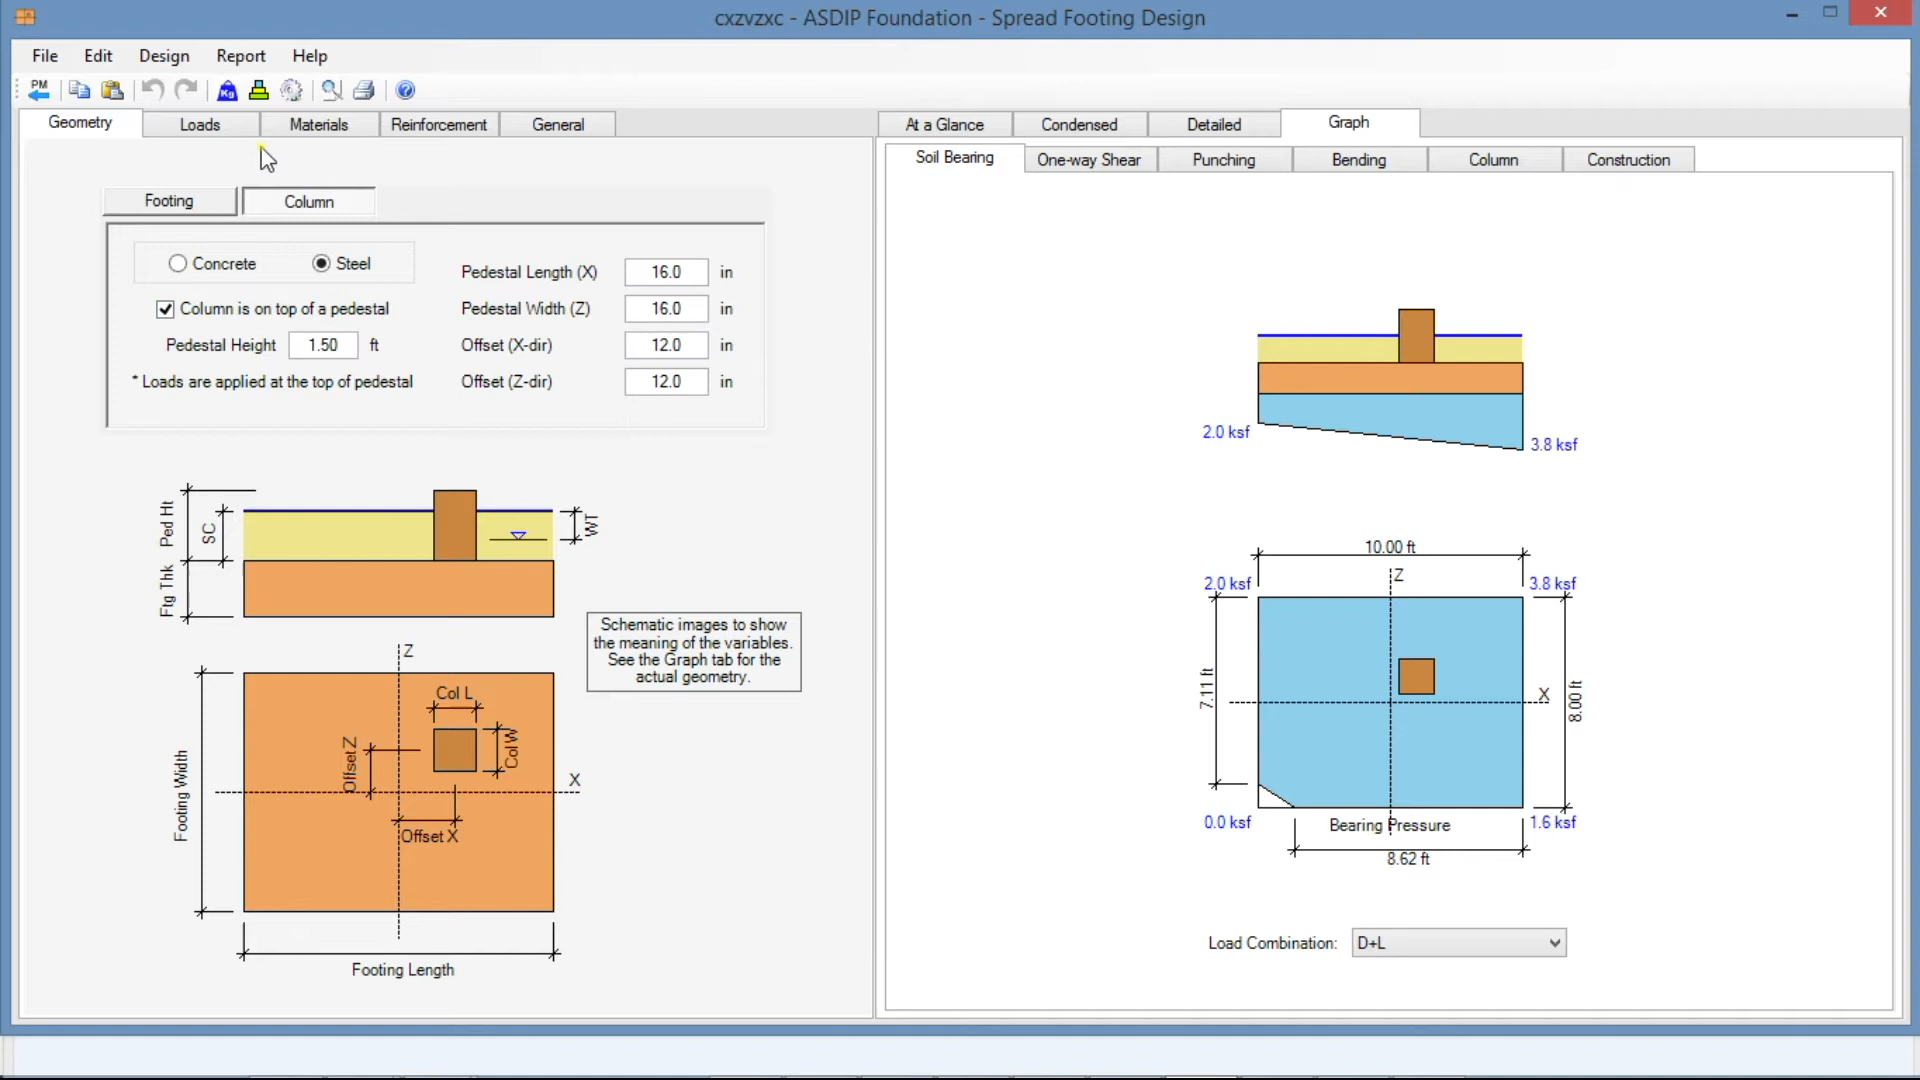 cxzvzxc - ASDIP Foundation - Spread Footing Design
File Edit Design Report Help
PM Kg ?
Geometry Loads Materials Reinforcement General
At a Glance Condensed Detailed Graph
Soil Bearing One-way Shear Punching Bending Column Construction
Footing Column
Concrete Steel
Column is on top of a pedestal
Pedestal Height 1.50 ft
* Loads are applied at the top of pedestal
Pedestal Length (X) 16.0 in
Pedestal Width (Z) 16.0 in
Offset (X-dir) 12.0 in
Offset (Z-dir) 12.0 in
Ped Ht
SC
WT
Ftg Thk
Schematic images to show
the meaning of the variables.
See the Graph tab for the
actual geometry.
Z
Col L
Col W
Offset Z
X
Offset X
Footing Width
Footing Length
2.0 ksf
3.8 ksf
10.00 ft
Z
2.0 ksf
3.8 ksf
7.11 ft
X
8.00 ft
0.0 ksf
Bearing Pressure
1.6 ksf
8.62 ft
Load Combination: D+L